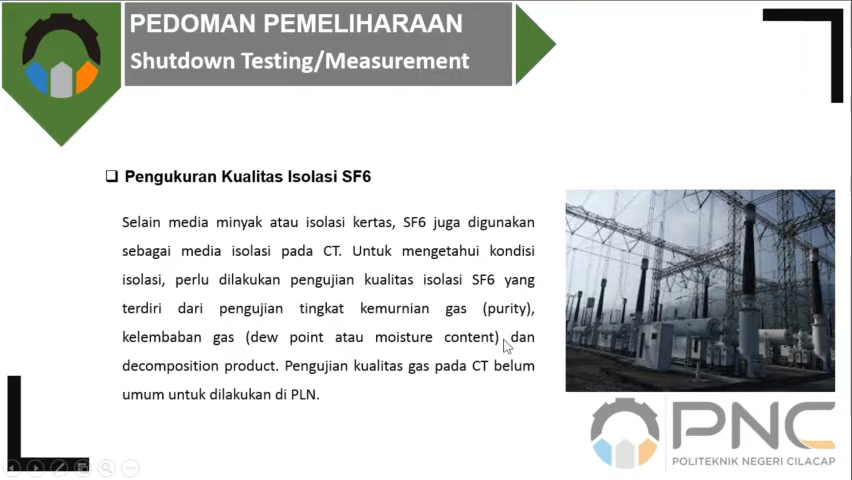 PEDOMAN PEMELIHARAAN
Shutdown Testing/Measurement
Pengukuran Kualitas Isolasi SF6
Selain media minyak atau isolasi kertas, SF6 juga digunakan
sebagai media isolasi pada CT. Untuk mengetahui kondisi
isolasi, perlu dilakukan pengujian kualitas isolasi SF6 yang
terdiri dari pengujian tingkat kemurnian gas (purity),
kelembaban gas (dew point atau moisture content) dan
decomposition product. Pengujian kualitas gas pada CT belum
umum untuk dilakukan di PLN.
PNC
POLITEKNIK NEGERI CILACAP